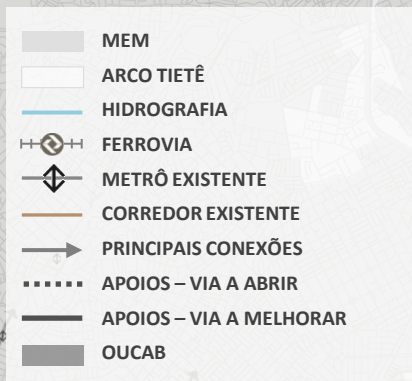 MEM
ARCO TIETÊ
HIDROGRAFIA
FERROVIA
METRÔ EXISTENTE
CORREDOR EXISTENTE
PRINCIPAIS CONEXÕES
APOIOS – VIA A ABRIR
APOIOS – VIA A MELHORAR
OUCAB